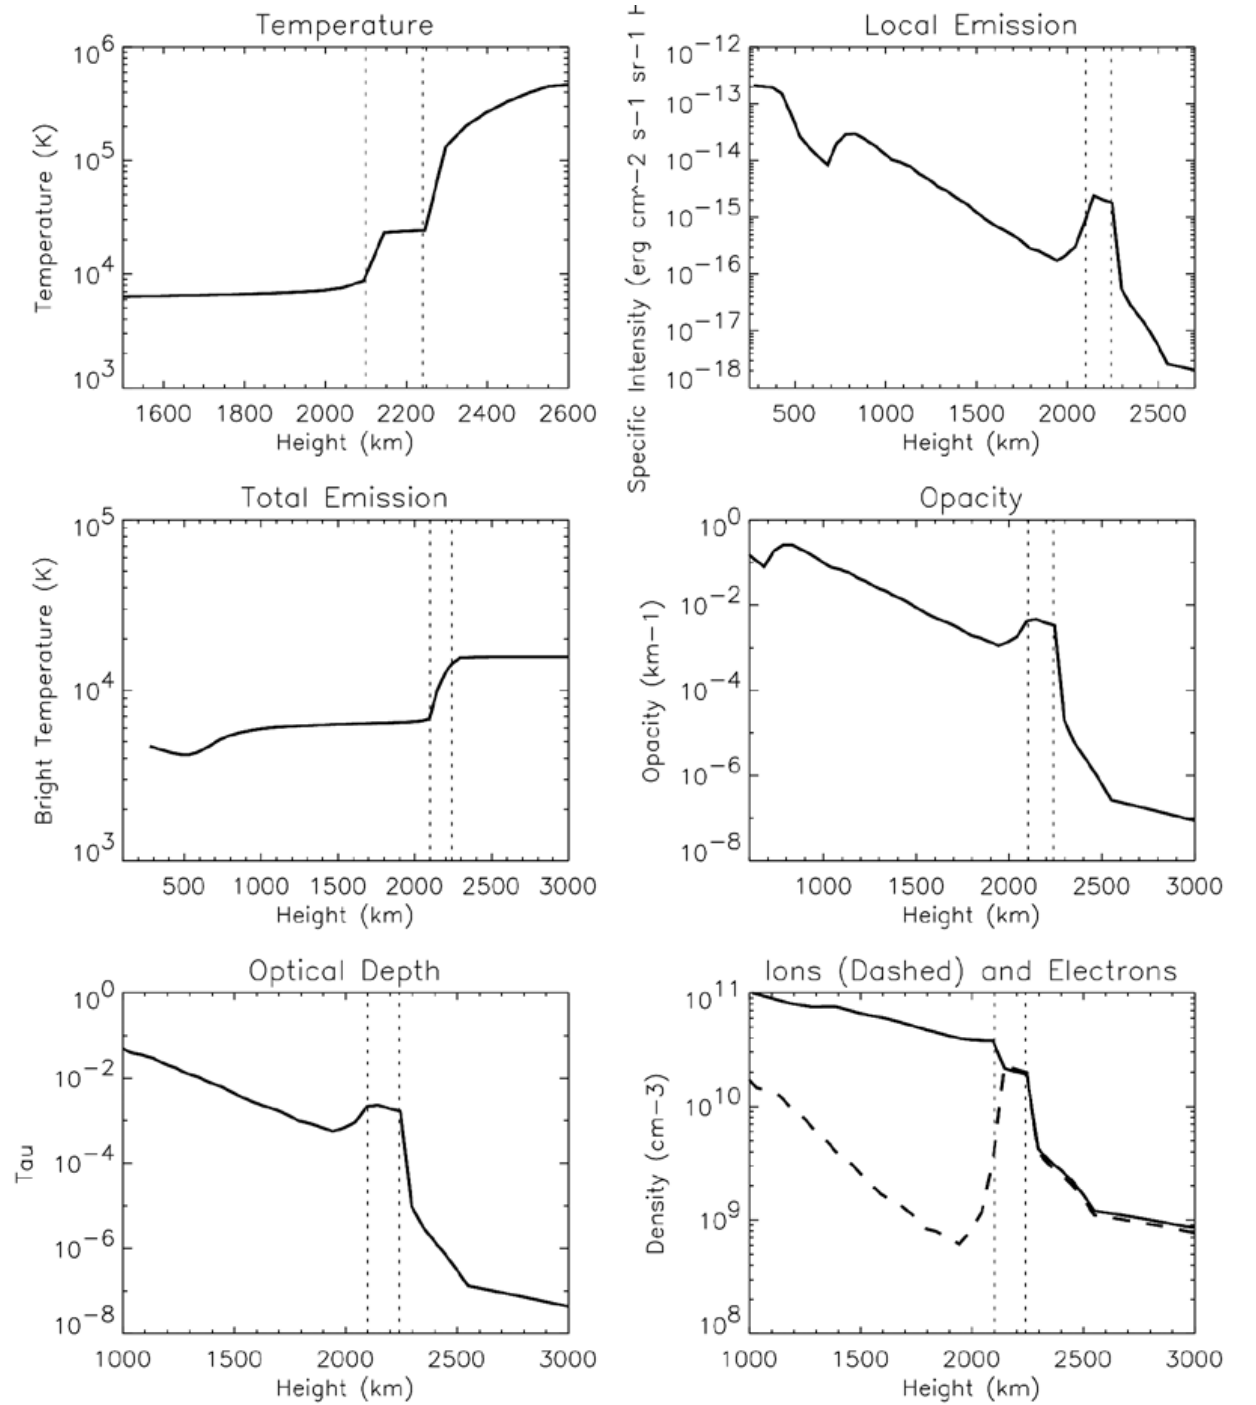 Temperature
10^6
10^5
10^4
10^3
Temperature (K)
1600 1800 2000 2200 2400 2600
Height (km)
Local Emission
10^-12
10^-13
10^-14
10^-15
10^-16
10^-17
10^-18
Specific Intensity (erg cm^-2 s-1 sr-1
500 1000 1500 2000 2500
Height (km)
Total Emission
10^5
10^4
10^3
Bright Temperature (K)
500 1000 1500 2000 2500 3000
Height (km)
Opacity
10^0
10^-2
10^-4
10^-6
10^-8
Opacity (km-1)
1000 1500 2000 2500 3000
Height (km)
Optical Depth
10^0
10^-2
10^-4
10^-6
10^-8
Tau
1000 1500 2000 2500 3000
Height (km)
Ions (Dashed) and Electrons
10^11
10^10
10^9
10^8
Density (cm-3)
1000 1500 2000 2500 3000
Height (km)